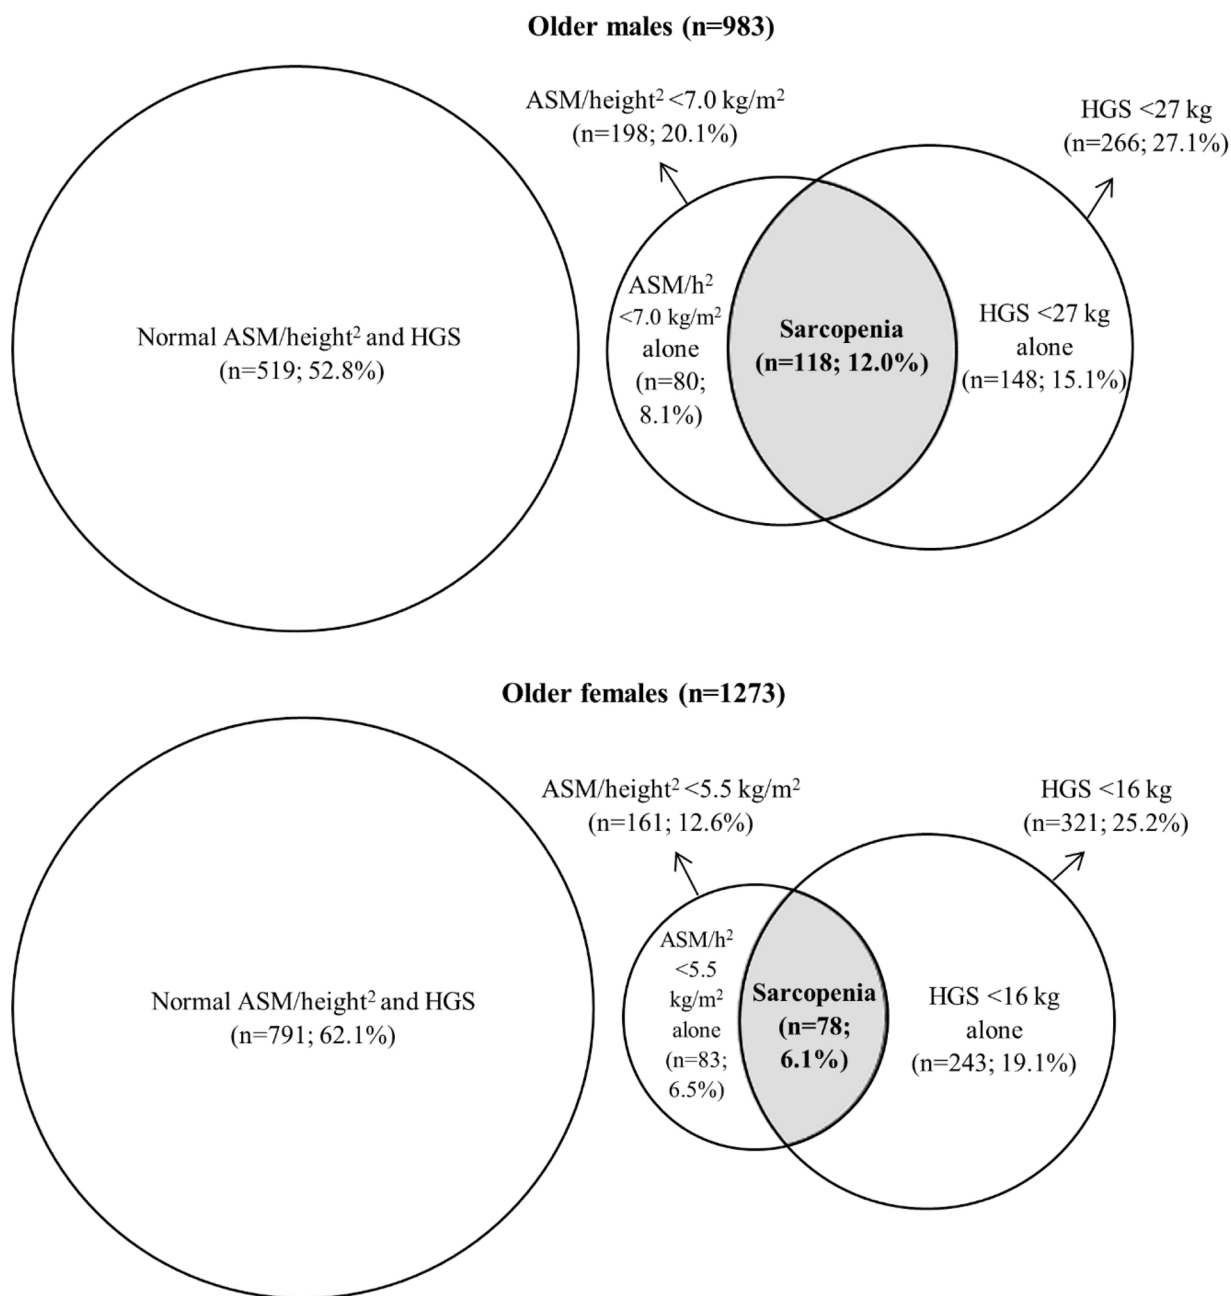 Older males (n=983)
ASM/height² <7.0 kg/m²
(n=198; 20.1%)
HGS <27 kg
(n=266; 27.1%)
Normal ASM/height² and HGS
(n=519; 52.8%)
ASM/h²
<7.0 kg/m²
alone
(n=80;
8.1%)
Sarcopenia
(n=118; 12.0%)
HGS <27 kg
alone
(n=148; 15.1%)
Older females (n=1273)
ASM/height² <5.5 kg/m²
(n=161; 12.6%)
HGS <16 kg
(n=321; 25.2%)
Normal ASM/height² and HGS
(n=791; 62.1%)
ASM/h²
<5.5
kg/m²
alone
(n=83;
6.5%)
Sarcopenia
(n=78;
6.1%)
HGS <16 kg
alone
(n=243; 19.1%)